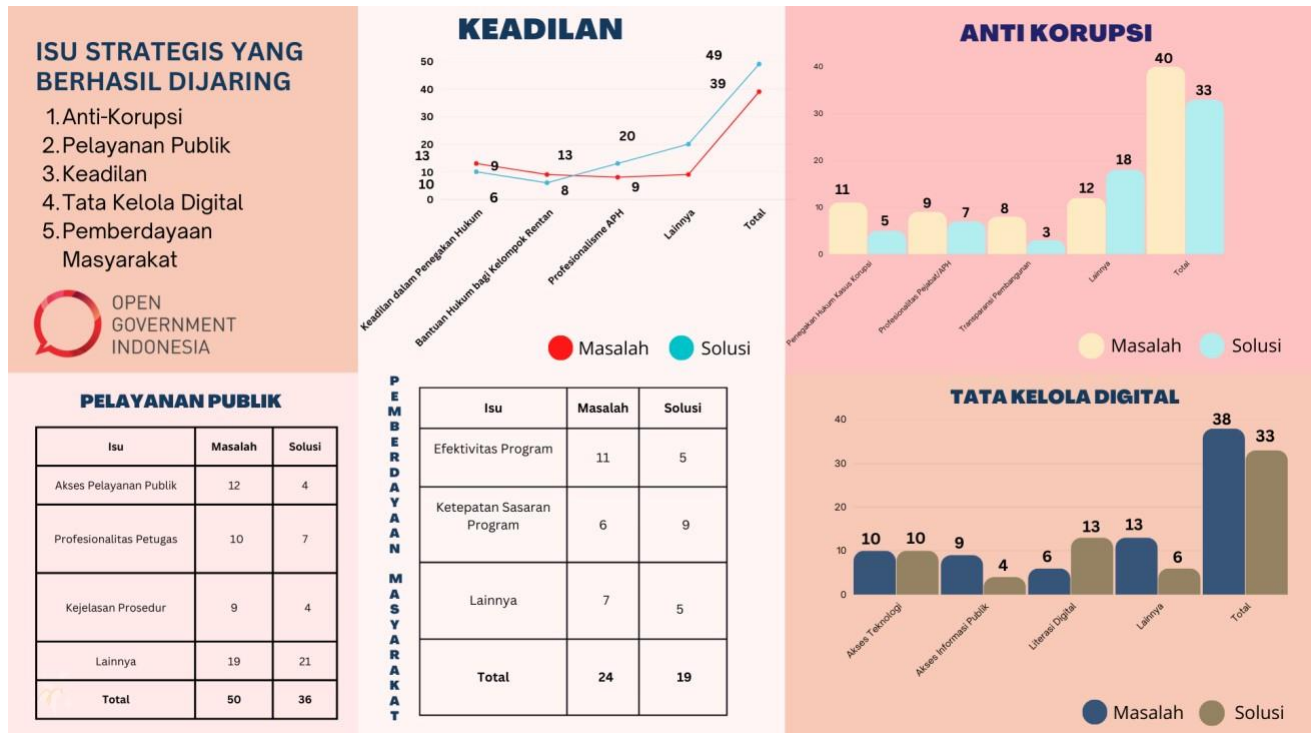 ISU STRATEGIS YANG
BERHASIL DIJARING
1.Anti-Korupsi
2.Pelayanan Publik
3.Keadilan
4.Tata Kelola Digital
5.Pemberdayaan
Masyarakat
OPEN
GOVERNMENT
INDONESIA
KEADILAN
50
40
30
20
10
0
13
9
10
6
13
8
20
9
49
39
Keadilan dalam Penegakan Hukum
Bantuan Hukum bagi Kelompok Rentan
Profesionalisme APH
Lainnya
Total
Masalah
Solusi
ANTI KORUPSI
40
30
20
10
0
11
5
9
7
8
3
12
18
40
33
Penegakan Hukum Kasus Korupsi
Profesionalitas Pejabat/APH
Transparansi Pembangunan
Lainnya
Total
Masalah
Solusi
PELAYANAN PUBLIK
Isu Masalah Solusi
Akses Pelayanan Publik 12 4
Profesionalitas Petugas 10 7
Kejelasan Prosedur 9 4
Lainnya 19 21
Total 50 36
PEMBERDAYAAN MASYARAKAT
Isu Masalah Solusi
Efektivitas Program 11 5
Ketepatan Sasaran
Program 6 9
Lainnya 7 5
Total 24 19
TATA KELOLA DIGITAL
40
30
20
10
0
10
10
9
4
6
13
13
6
38
33
Akses Teknologi
Akses Informasi Publik
Literasi Digital
Lainnya
Total
Masalah
Solusi